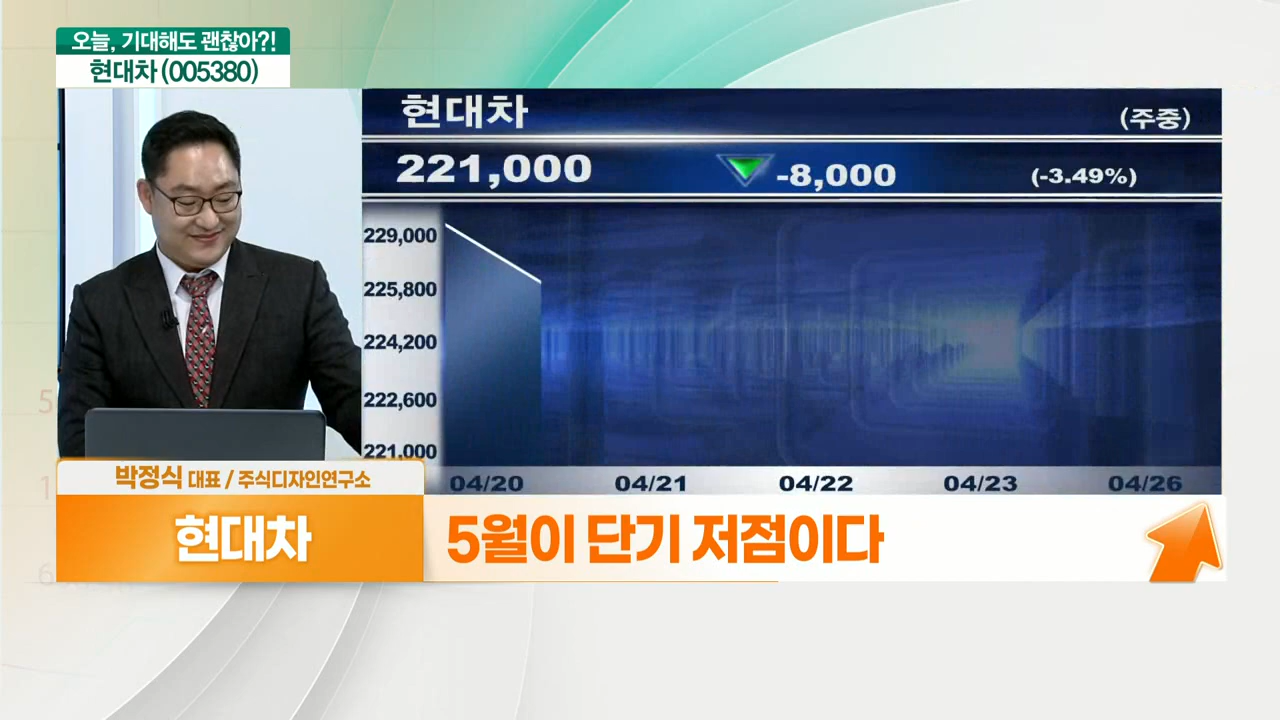 오늘, 기대해도 괜찮아?!
현대차 (005380)
현대차 (주중)
221,000 -8,000 (-3.49%)
229,000
225,800
224,200
222,600
221,000
04/20 04/21 04/22 04/23 04/26
박정식 대표 / 주식디자인연구소
현대차 5월이 단기 저점이다